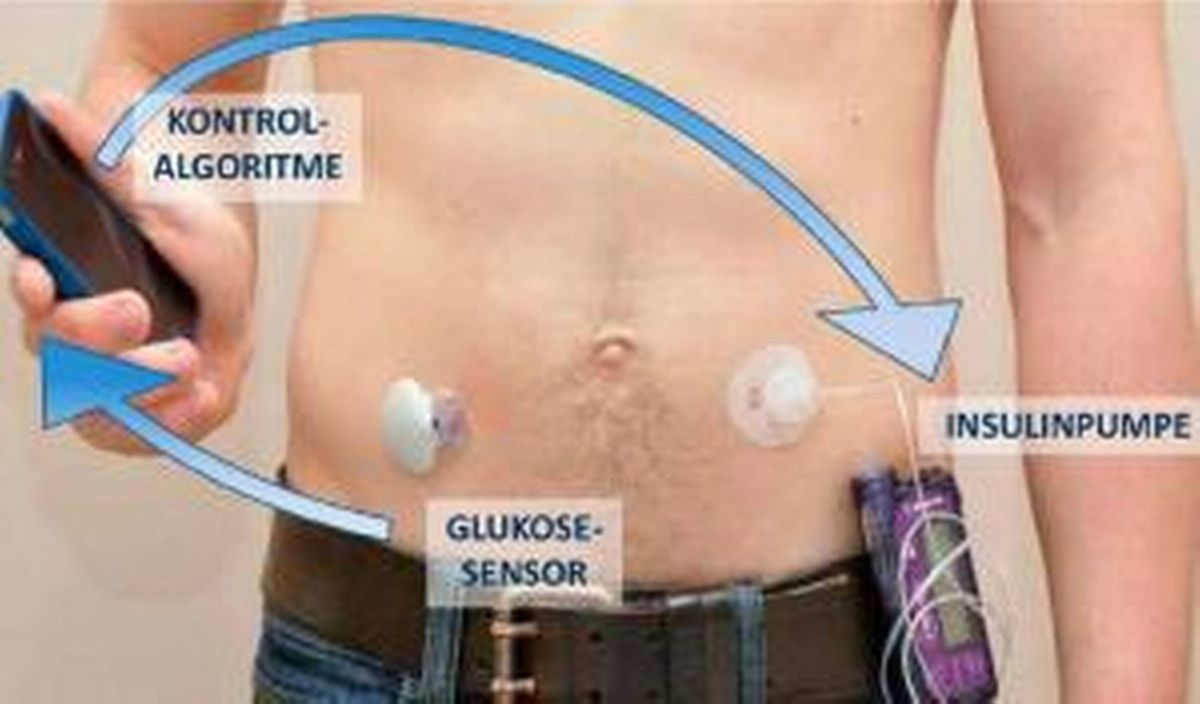 KONTROL-
ALGORITME
INSULINPUMPE
GLUKOSE-
SENSOR